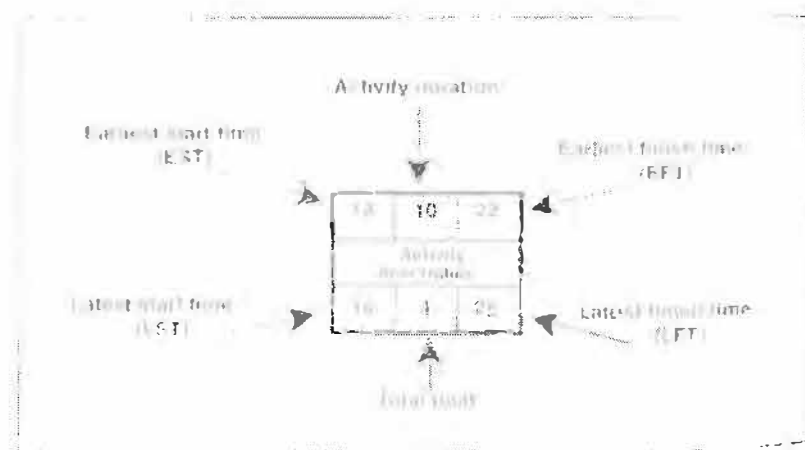 Activity duration
Earliest start time
(EST)
Earliest finish time
(EFT)
12 10 22
Activity
description
Latest start time
(LST)
16 4 26
Latest finish time
(LFT)
Total float